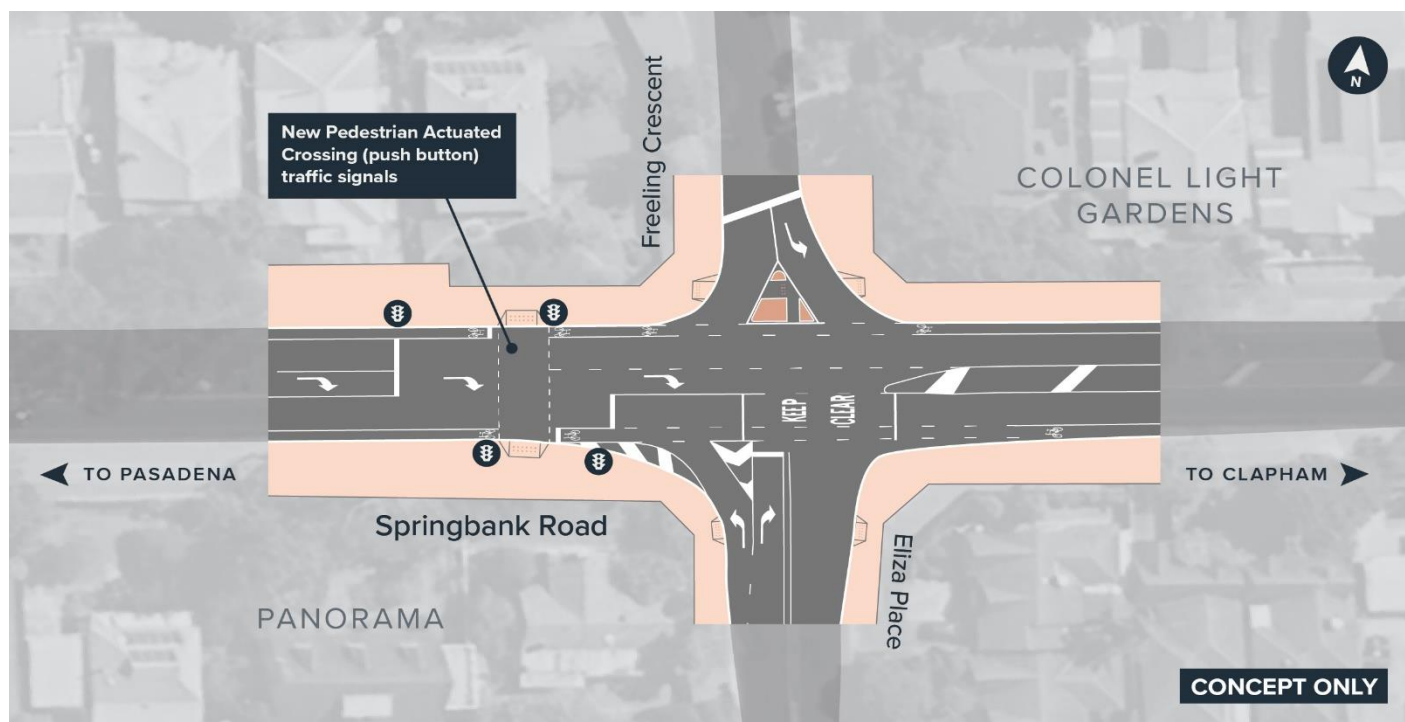 N
New Pedestrian Actuated
Crossing (push button)
traffic signals
Freeling Crescent
COLONEL LIGHT
GARDENS
KEEP
CLEAR
TO PASADENA
TO CLAPHAM
Springbank Road
Eliza Place
PANORAMA
CONCEPT ONLY